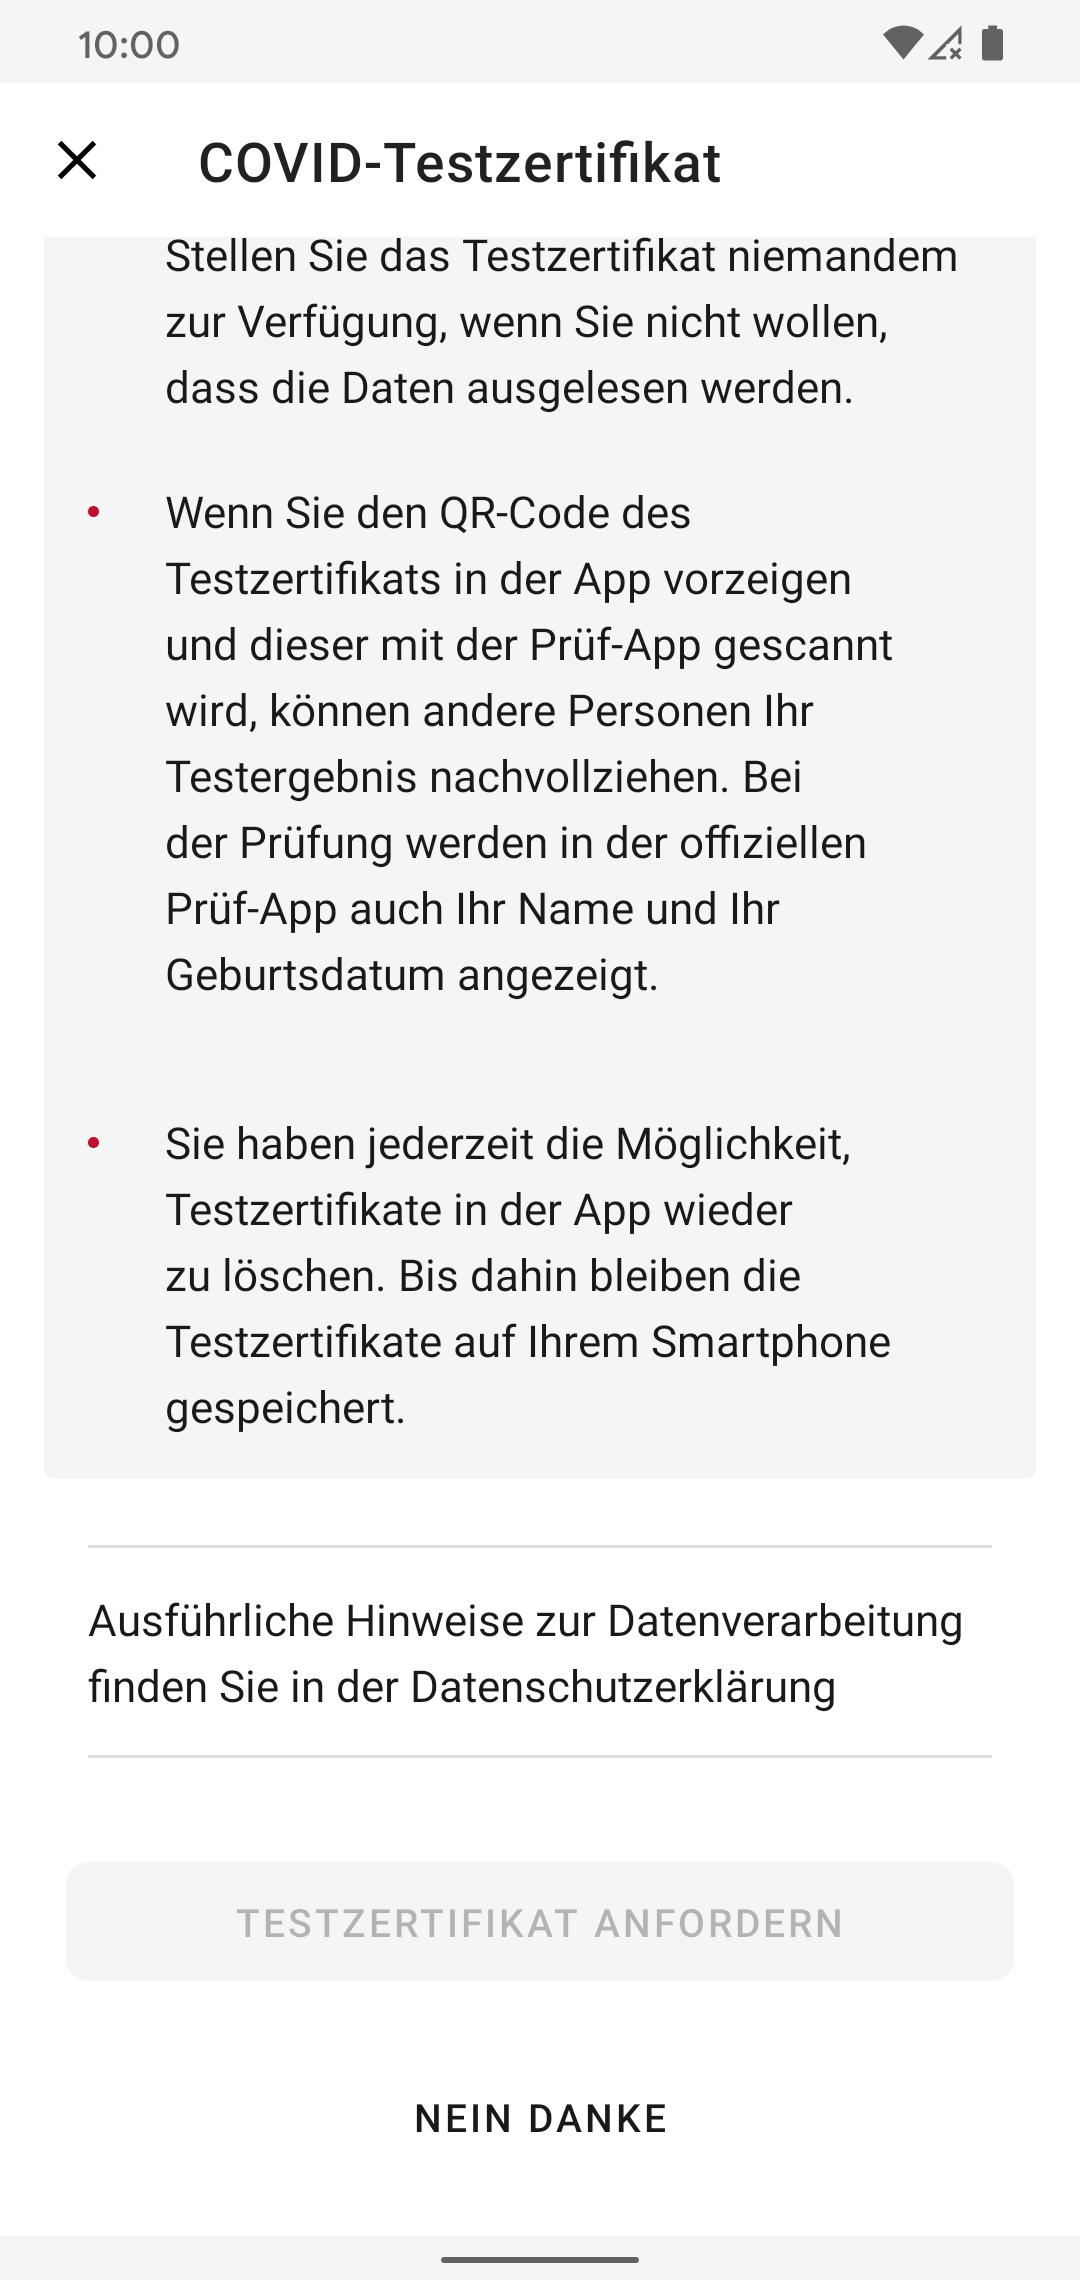 10:00
COVID-Testzertifikat
Stellen Sie das Testzertifikat niemandem
zur Verfügung, wenn Sie nicht wollen,
dass die Daten ausgelesen werden.
• Wenn Sie den QR-Code des
Testzertifikats in der App vorzeigen
und dieser mit der Prüf-App gescannt
wird, können andere Personen Ihr
Testergebnis nachvollziehen. Bei
der Prüfung werden in der offiziellen
Prüf-App auch Ihr Name und Ihr
Geburtsdatum angezeigt.
• Sie haben jederzeit die Möglichkeit,
Testzertifikate in der App wieder
zu löschen. Bis dahin bleiben die
Testzertifikate auf Ihrem Smartphone
gespeichert.
Ausführliche Hinweise zur Datenverarbeitung
finden Sie in der Datenschutzerklärung
TESTZERTIFIKAT ANFORDERN
NEIN DANKE